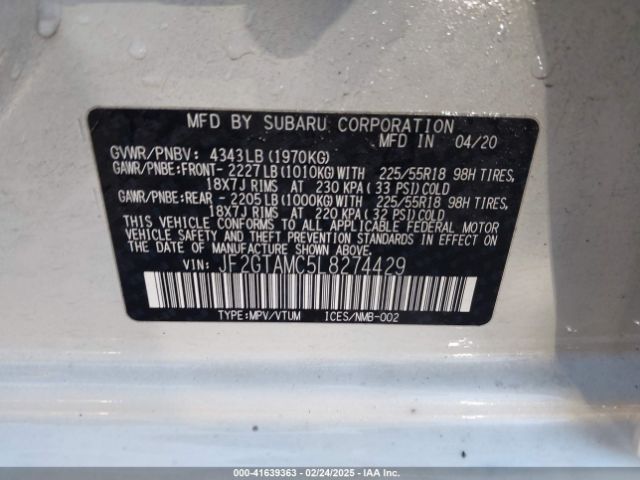 MFD BY SUBARU CORPORATION
MFD IN 04/20
GVWR/PNBV: 4343LB(1970KG)
GAWR/PNBE:FRONT-2227LB(1010KG)WITH 225/55R18 98H TIRES,
18X7J RIMS AT 230 KPA(33 PSI)COLD
GAWR/PNBE:REAR - 2205LB(1000KG)WITH 225/55R18 98H TIRES,
18X7J RIMS AT 220 KPA(32 PSI)COLD
THIS VEHICLE CONFORMS TO ALL APPLICABLE FEDERAL MOTOR
VEHICLE SAFETY AND THEFT PREVENTION STANDARDS IN EFFECT
ON THE DATE OF MANUFACTURE SHOWN ABOVE.
VIN: JF2GTAMC5L8274429
TYPE:MPV/VTUM ICES/NMB-002
000-41639363 - 02/24/2025 - IAA Inc.